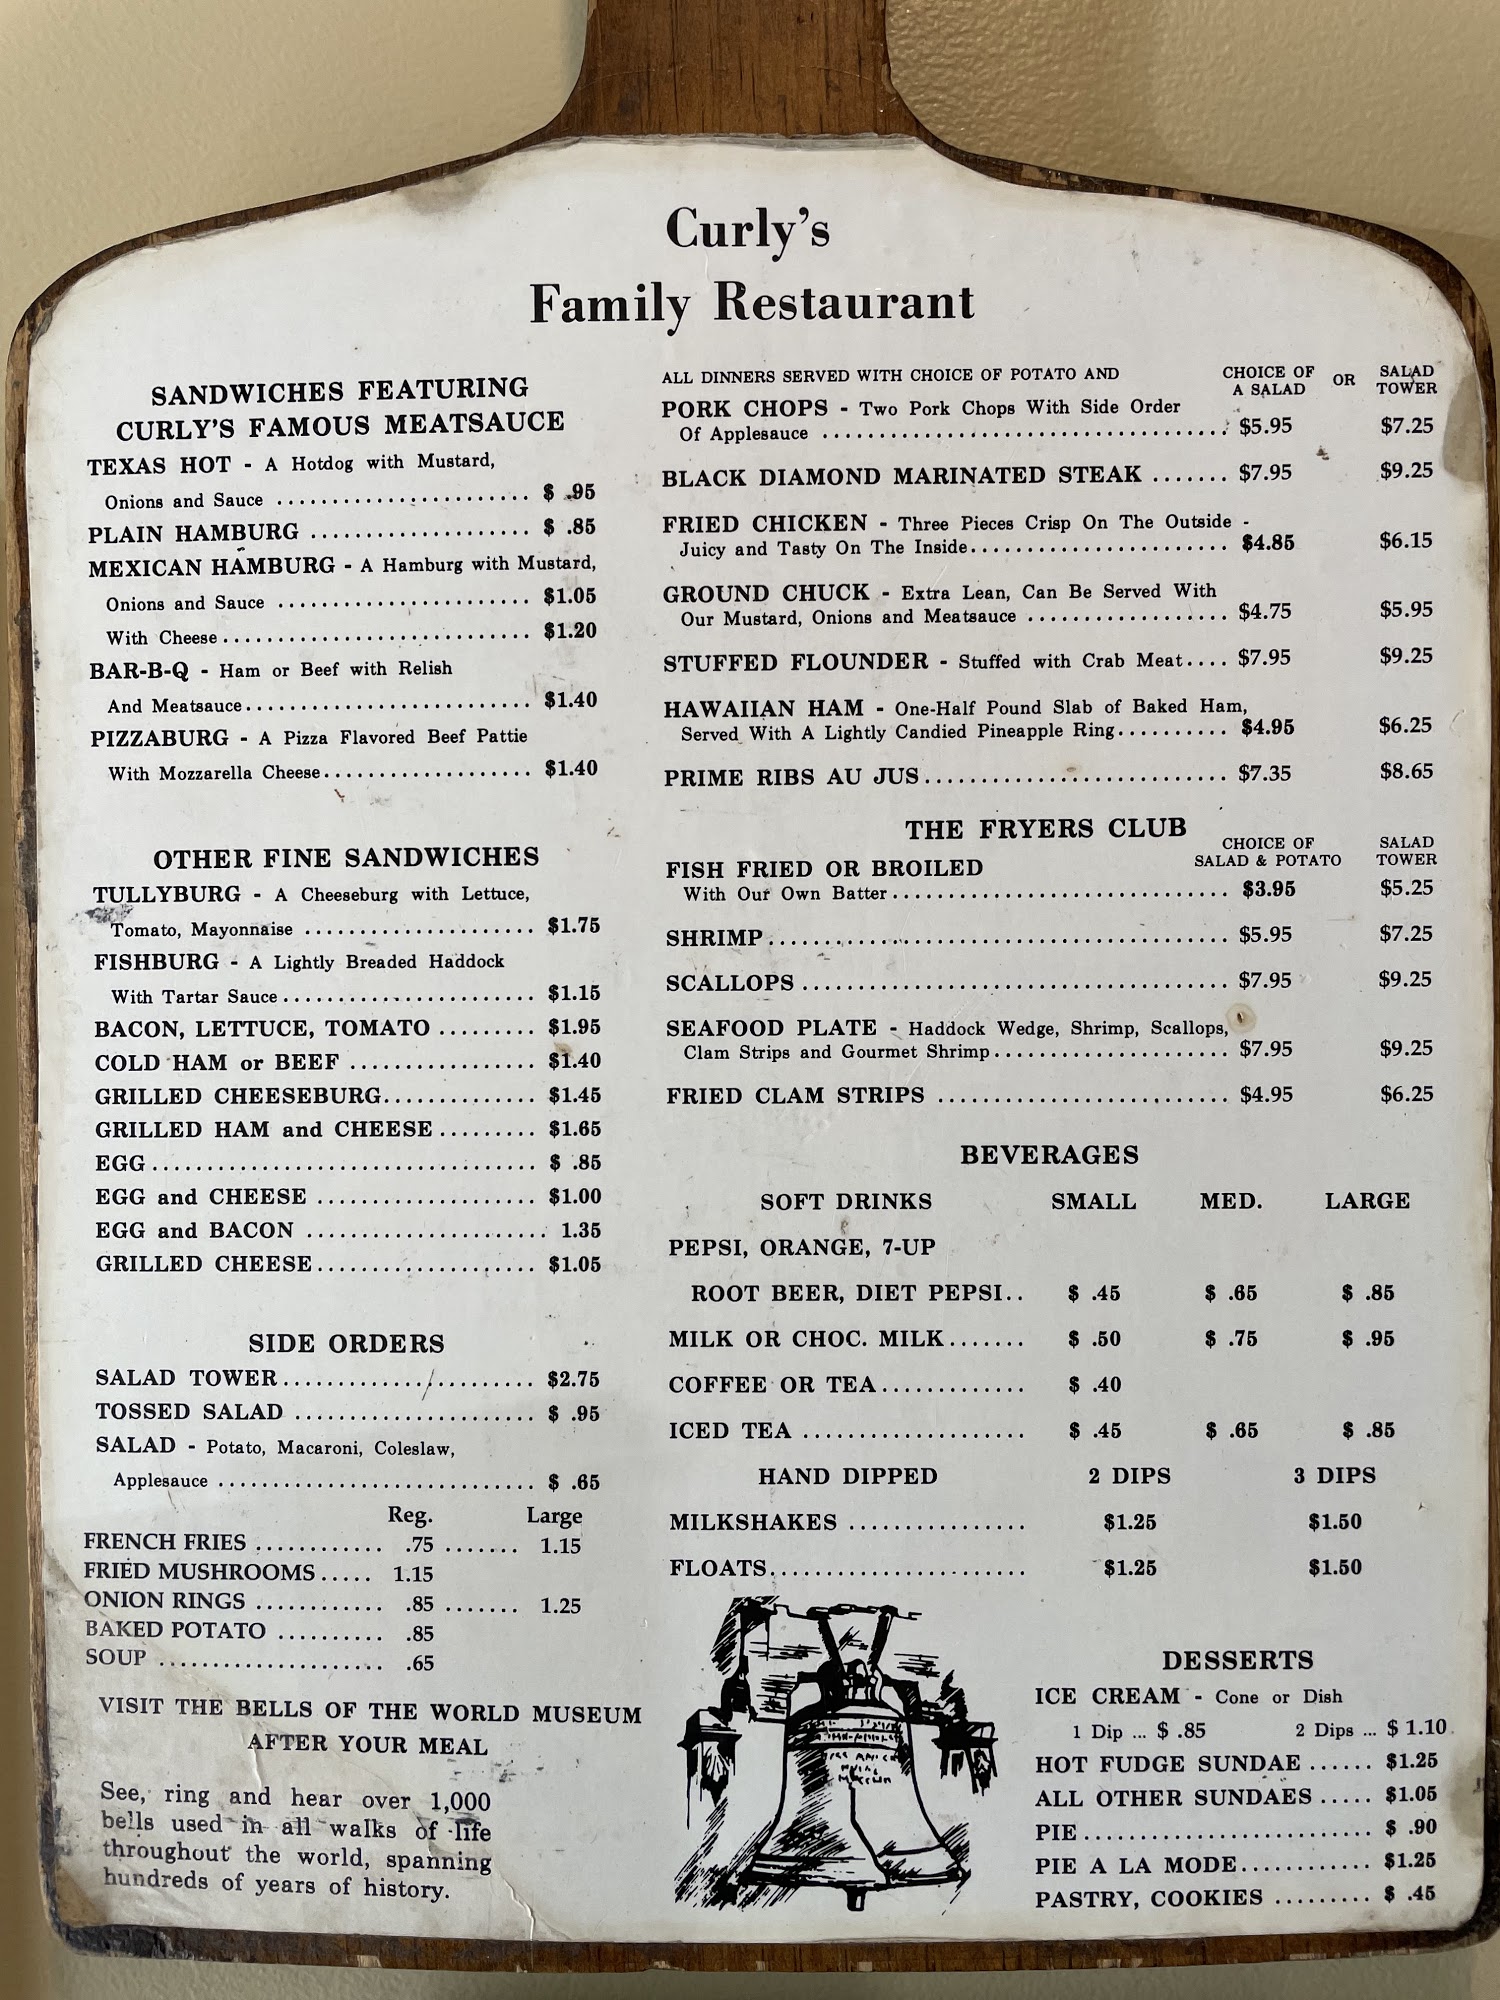 Curly's
Family Restaurant
SANDWICHES FEATURING
CURLY'S FAMOUS MEATSAUCE
TEXAS HOT - A Hotdog with Mustard,
Onions and Sauce ........................ $ .95
PLAIN HAMBURG .................... $ .85
MEXICAN HAMBURG - A Hamburg with Mustard,
Onions and Sauce ........................ $1.05
With Cheese ............................ $1.20
BAR-B-Q - Ham or Beef with Relish
And Meatsauce .......................... $1.40
PIZZABURG - A Pizza Flavored Beef Pattie
With Mozzarella Cheese ................... $1.40
OTHER FINE SANDWICHES
TULLYBURG - A Cheeseburg with Lettuce,
Tomato, Mayonnaise ..................... $1.75
FISHBURG - A Lightly Breaded Haddock
With Tartar Sauce ....................... $1.15
BACON, LETTUCE, TOMATO ......... $1.95
COLD HAM or BEEF ................. $1.40
GRILLED CHEESEBURG .............. $1.45
GRILLED HAM and CHEESE ......... $1.65
EGG ................................... $ .85
EGG and CHEESE .................... $1.00
EGG and BACON ...................... 1.35
GRILLED CHEESE .................... $1.05
SIDE ORDERS
SALAD TOWER ....................... $2.75
TOSSED SALAD ...................... $ .95
SALAD - Potato, Macaroni, Coleslaw,
Applesauce ............................. $ .65
Reg. Large
FRENCH FRIES ............ .75 ....... 1.15
FRIED MUSHROOMS ..... 1.15
ONION RINGS ............ .85 ....... 1.25
BAKED POTATO .......... .85
SOUP ..................... .65
VISIT THE BELLS OF THE WORLD MUSEUM
AFTER YOUR MEAL
See, ring and hear over 1,000
bells used in all walks of life
throughout the world, spanning
hundreds of years of history.
ALL DINNERS SERVED WITH CHOICE OF POTATO AND
CHOICE OF A SALAD OR SALAD TOWER
PORK CHOPS - Two Pork Chops With Side Order
Of Applesauce .................................... $5.95 $7.25
BLACK DIAMOND MARINATED STEAK ....... $7.95 $9.25
FRIED CHICKEN - Three Pieces Crisp On The Outside -
Juicy and Tasty On The Inside ....................... $4.85 $6.15
GROUND CHUCK - Extra Lean, Can Be Served With
Our Mustard, Onions and Meatsauce .................. $4.75 $5.95
STUFFED FLOUNDER - Stuffed with Crab Meat .... $7.95 $9.25
HAWAIIAN HAM - One-Half Pound Slab of Baked Ham,
Served With A Lightly Candied Pineapple Ring .......... $4.95 $6.25
PRIME RIBS AU JUS ........................... $7.35 $8.65
THE FRYERS CLUB
CHOICE OF SALAD & POTATO SALAD TOWER
FISH FRIED OR BROILED
With Our Own Batter .............................. $3.95 $5.25
SHRIMP ......................................... $5.95 $7.25
SCALLOPS ...................................... $7.95 $9.25
SEAFOOD PLATE - Haddock Wedge, Shrimp, Scallops,
Clam Strips and Gourmet Shrimp ..................... $7.95 $9.25
FRIED CLAM STRIPS .......................... $4.95 $6.25
BEVERAGES
SOFT DRINKS SMALL MED. LARGE
PEPSI, ORANGE, 7-UP
ROOT BEER, DIET PEPSI .. $ .45 $ .65 $ .85
MILK OR CHOC. MILK ....... $ .50 $ .75 $ .95
COFFEE OR TEA ............. $ .40
ICED TEA .................... $ .45 $ .65 $ .85
HAND DIPPED 2 DIPS 3 DIPS
MILKSHAKES ................ $1.25 $1.50
FLOATS ....................... $1.25 $1.50
DESSERTS
ICE CREAM - Cone or Dish
1 Dip ... $ .85 2 Dips ... $ 1.10
HOT FUDGE SUNDAE ...... $1.25
ALL OTHER SUNDAES ..... $1.05
PIE ............................ $ .90
PIE A LA MODE ............ $1.25
PASTRY, COOKIES ......... $ .45